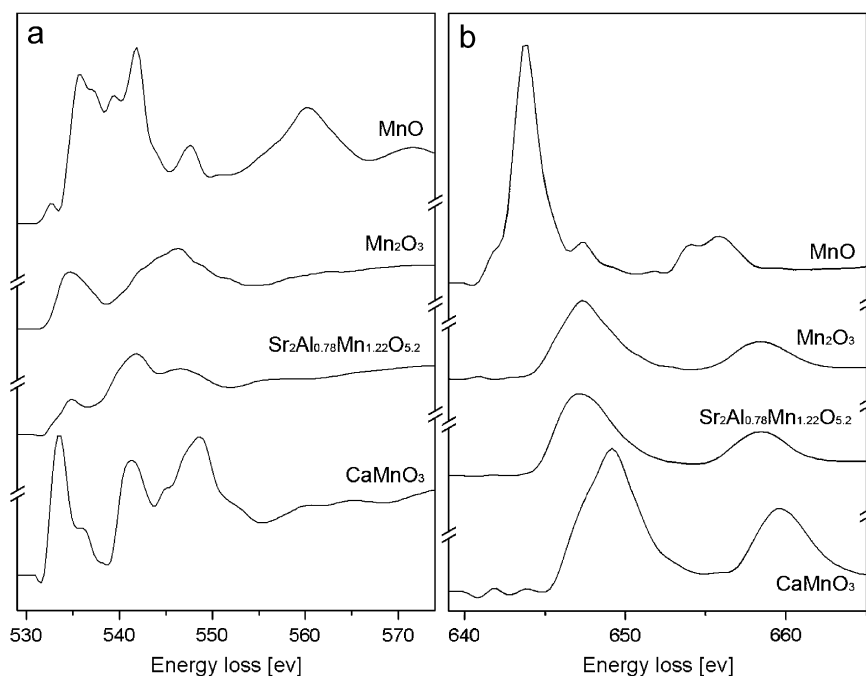 a
MnO
Mn₂O₃
Sr₂Al₀.₇₈Mn₁.₂₂O₅.₂
CaMnO₃
530 540 550 560 570
Energy loss [ev]
b
MnO
Mn₂O₃
Sr₂Al₀.₇₈Mn₁.₂₂O₅.₂
CaMnO₃
640 650 660
Energy loss [ev]